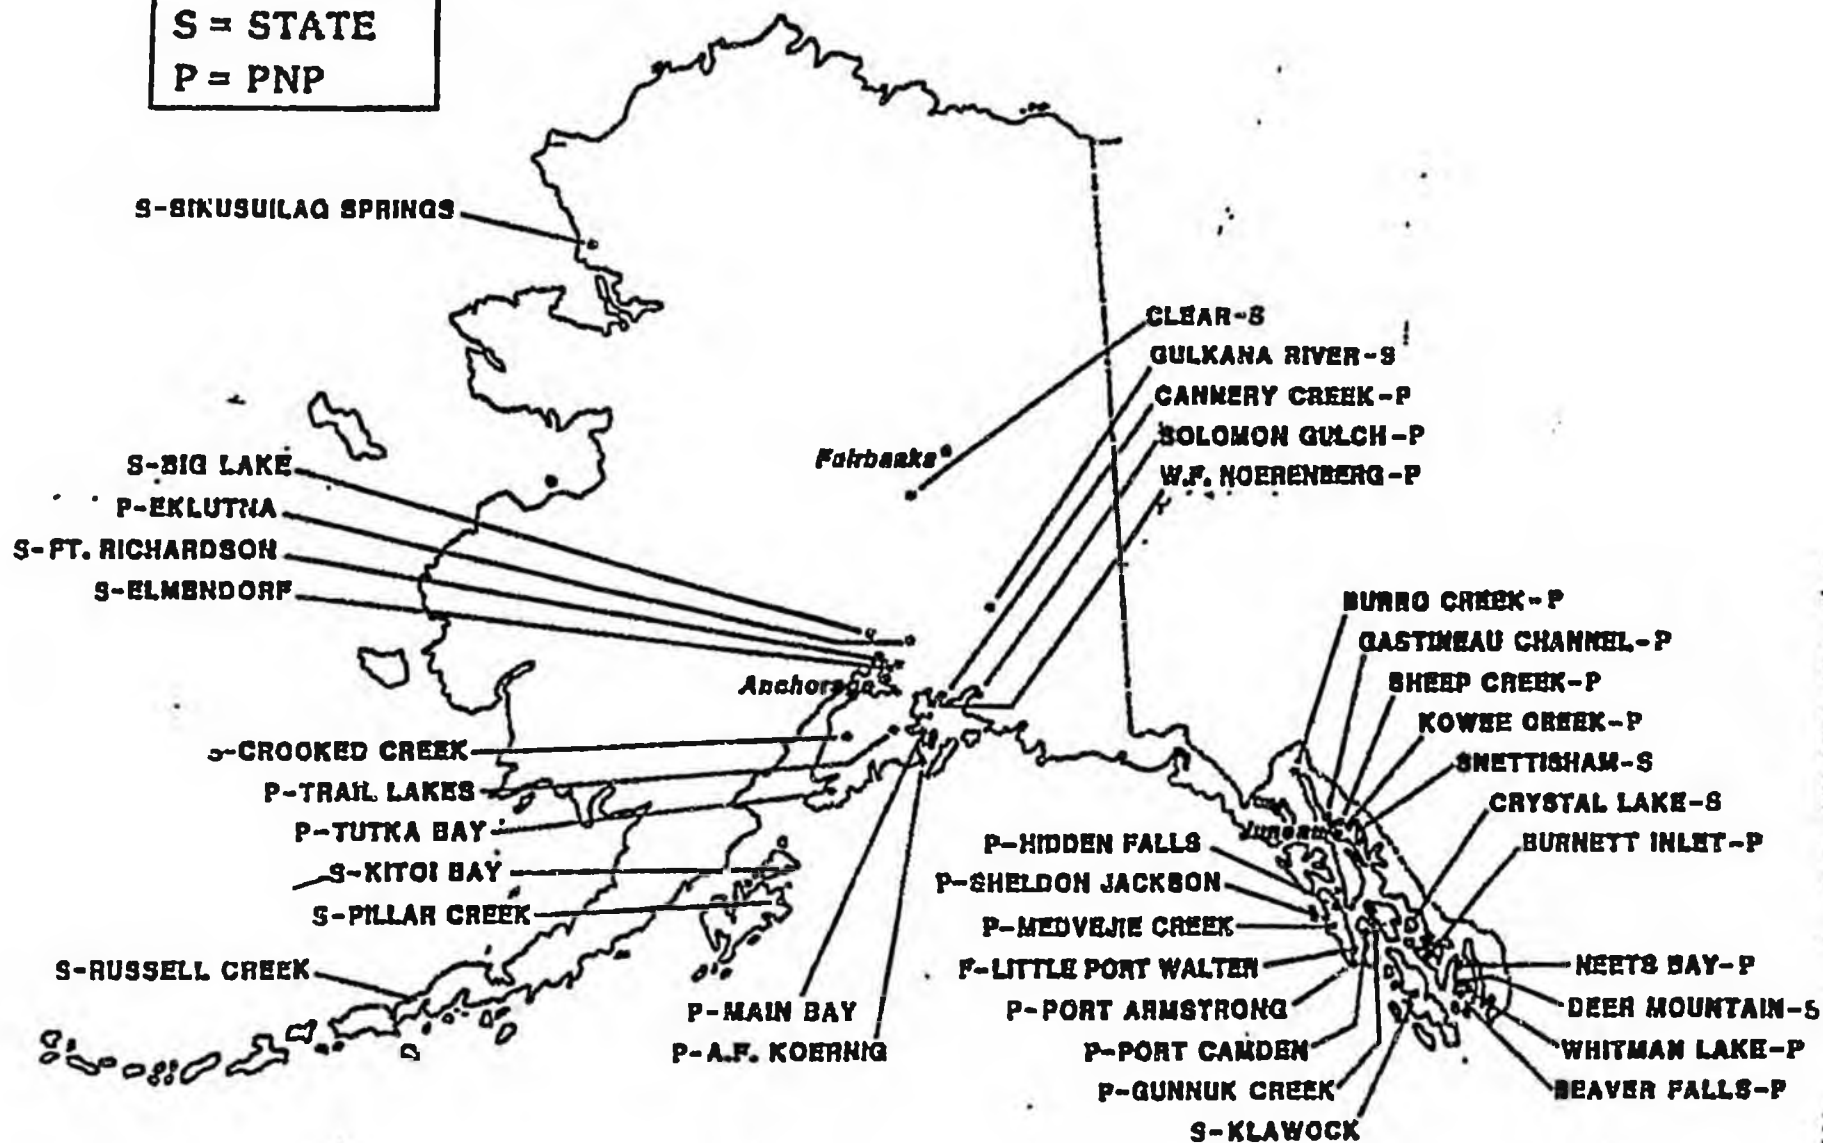 S = STATE
P = PNP
S-SIKUSUILAQ SPRINGS
CLEAR-S
GULKANA RIVER-S
CANNERY CREEK-P
SOLOMON GULCH-P
W.F. NOERENBERG-P
Fairbanks
S-BIG LAKE
P-EKLUTNA
S-FT. RICHARDSON
S-ELMENDORF
Anchorage
S-CROOKED CREEK
P-TRAIL LAKES
P-TUTKA BAY
S-KITOI BAY
S-PILLAR CREEK
S-RUSSELL CREEK
P-MAIN BAY
P-A.F. KOERNIG
BURRO CREEK-P
GASTINEAU CHANNEL-P
SHEEP CREEK-P
KOWEE CREEK-P
SNETTISHAM-S
CRYSTAL LAKE-S
BURNETT INLET-P
Juneau
P-HIDDEN FALLS
P-SHELDON JACKSON
P-MEDVEJIE CREEK
F-LITTLE PORT WALTER
P-PORT ARMSTRONG
P-PORT CAMDEN
P-GUNNUK CREEK
S-KLAWOCK
NEETS BAY-P
DEER MOUNTAIN-S
WHITMAN LAKE-P
BEAVER FALLS-P